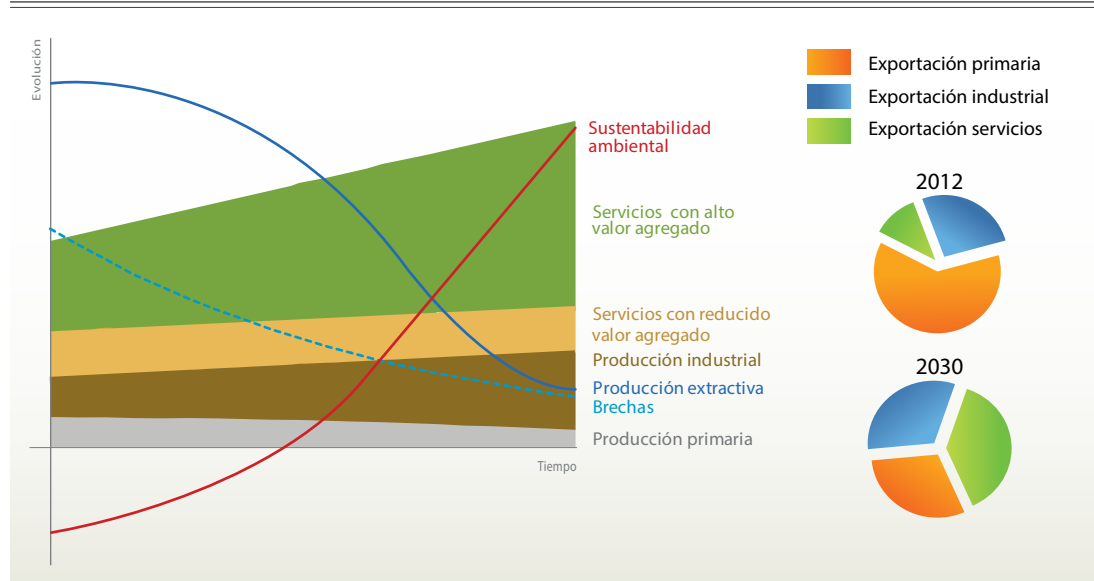 Evolución
Sustentabilidad
ambiental
Servicios con alto
valor agregado
Servicios con reducido
valor agregado
Producción industrial
Producción extractiva
Brechas
Producción primaria
Tiempo
Exportación primaria
Exportación industrial
Exportación servicios
2012
2030